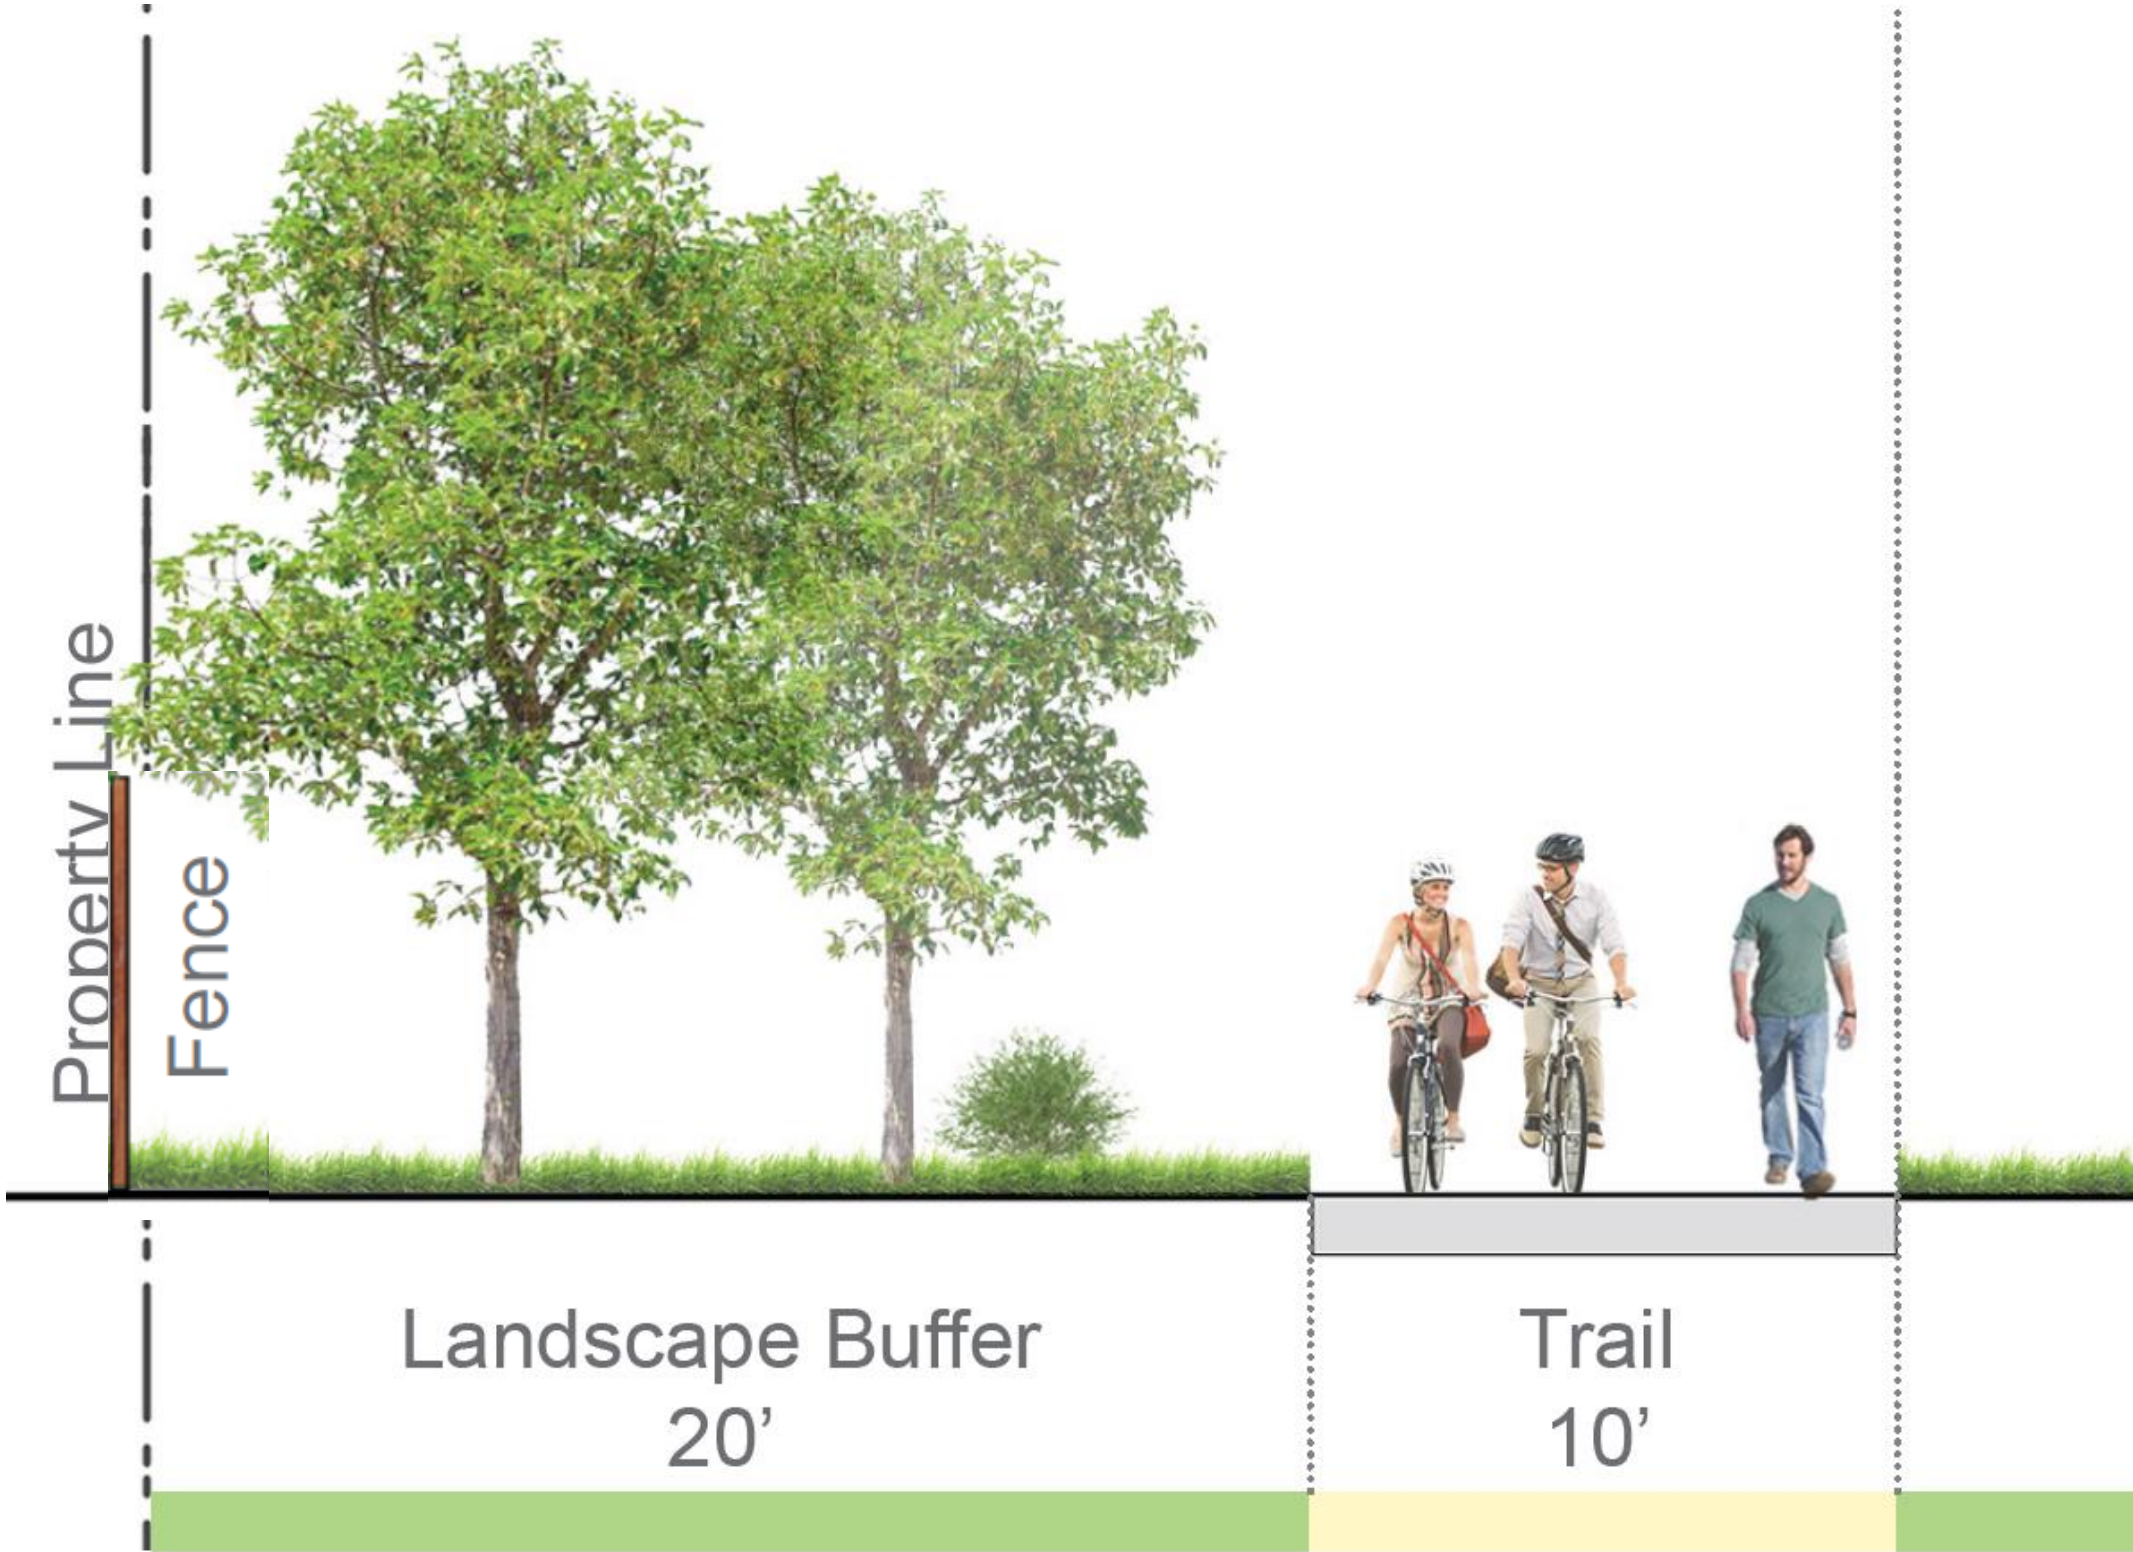 Property Line
Fence
Landscape Buffer
20’
Trail
10’